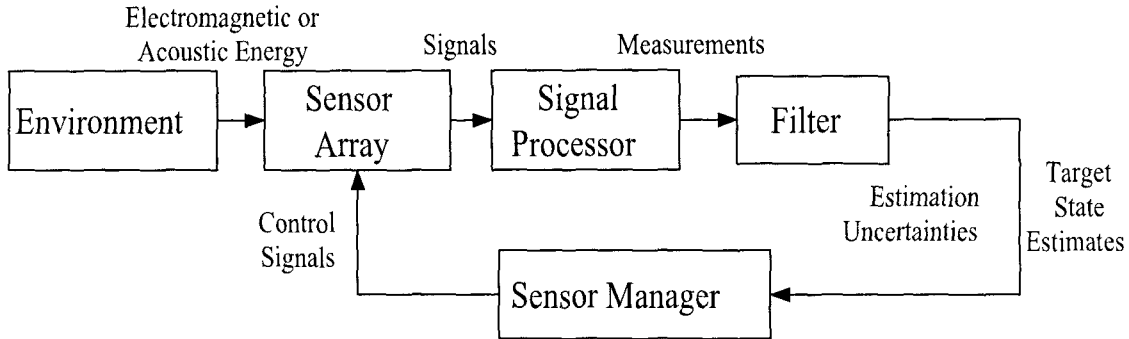 Electromagnetic or
Acoustic Energy
Signals
Measurements
Environment
Sensor
Array
Signal
Processor
Filter
Control
Signals
Estimation
Uncertainties
Target
State
Estimates
Sensor Manager